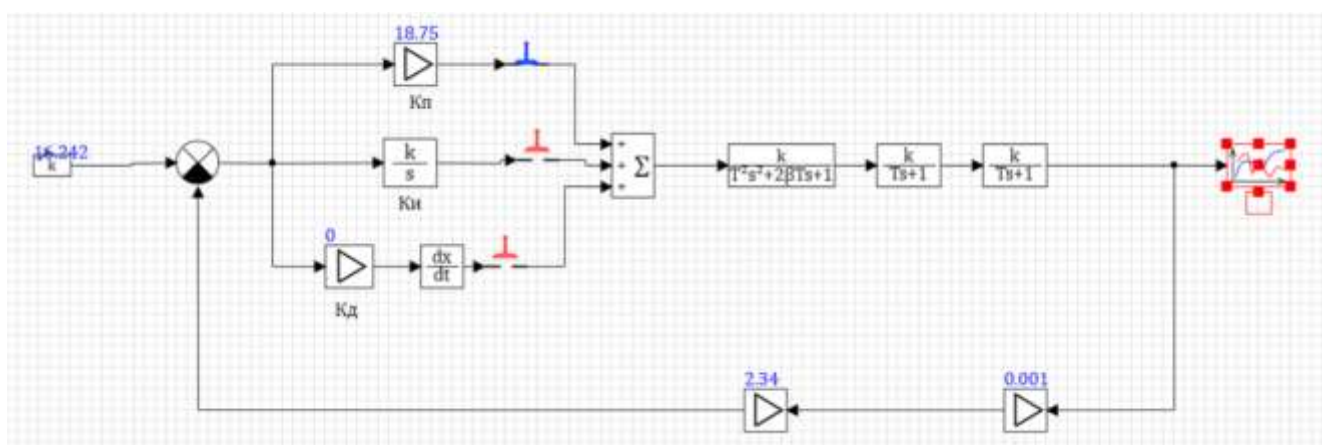 18.75
Кп
16.242
k
k
s
Ки
+
+
+
Σ
k
T²s²+2βTs+1
k
Ts+1
k
Ts+1
0
dx
dt
Кд
2.34
0.001